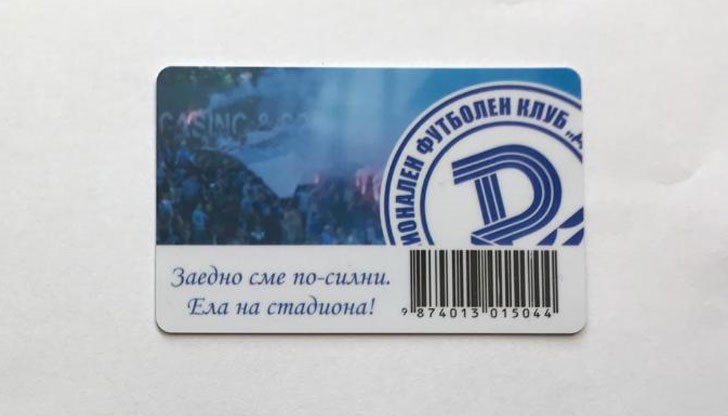 CASINO &
ИОНАЛЕН ФУТБОЛЕН КЛУБ „
Заедно сме по-силни.
Ела на стадиона!
9 874013 015044